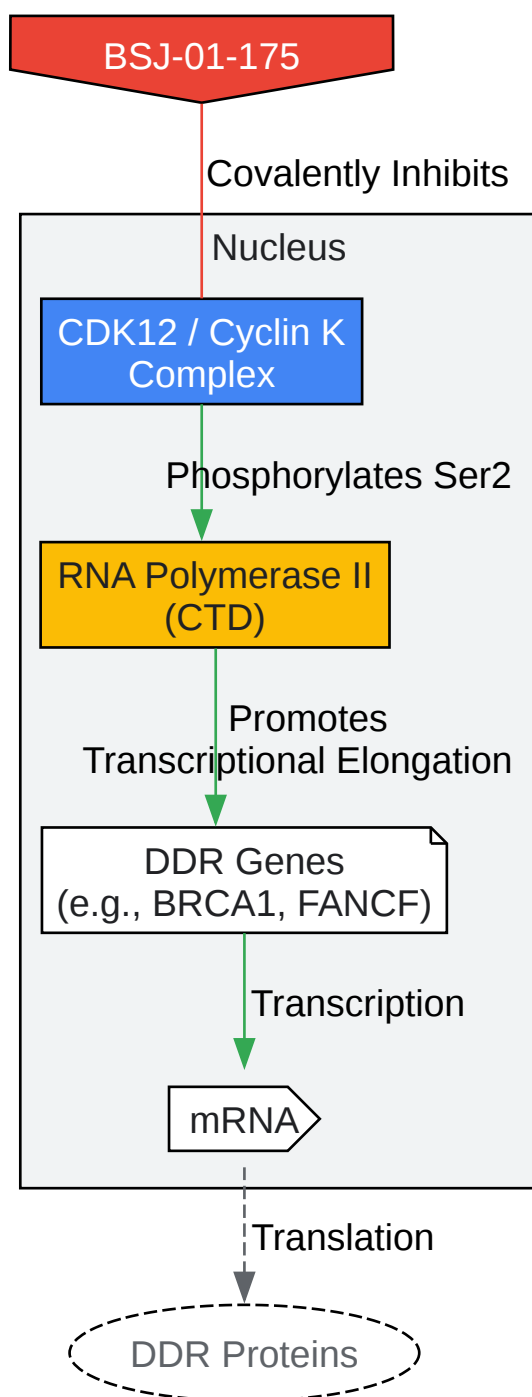 BSJ-01-175
Covalently Inhibits
Nucleus
CDK12 / Cyclin K
Complex
Phosphorylates Ser2
RNA Polymerase II
(CTD)
Promotes
Transcriptional Elongation
DDR Genes
(e.g., BRCA1, FANCF)
Transcription
mRNA
Translation
DDR Proteins